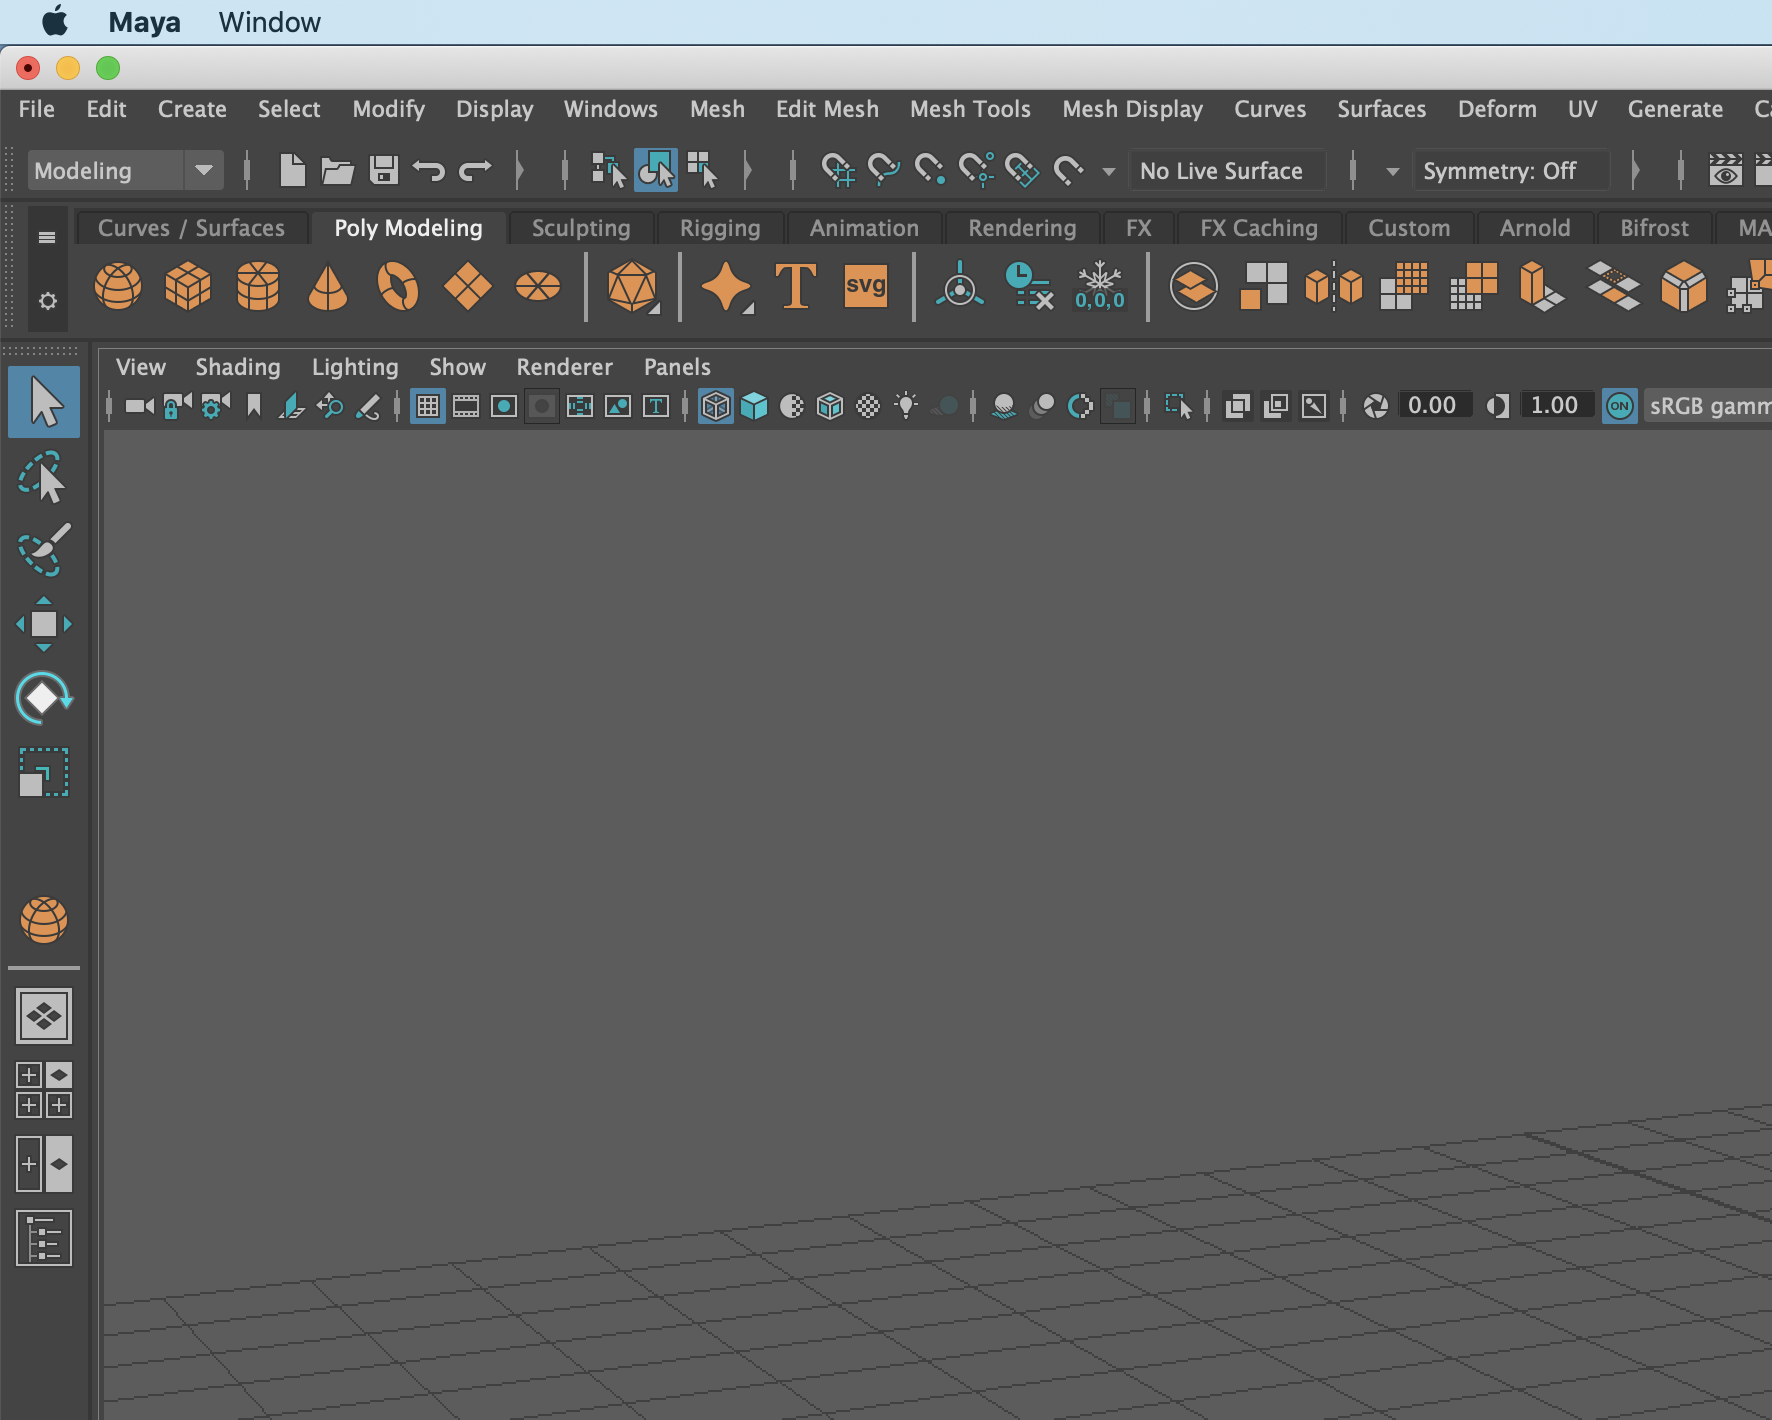 Maya Window
File Edit Create Select Modify Display Windows Mesh Edit Mesh Mesh Tools Mesh Display Curves Surfaces Deform UV Generate
Modeling No Live Surface Symmetry: Off
Curves / Surfaces Poly Modeling Sculpting Rigging Animation Rendering FX FX Caching Custom Arnold Bifrost MA
T svg 0,0,0
View Shading Lighting Show Renderer Panels
T 0.00 1.00 ON sRGB gamm